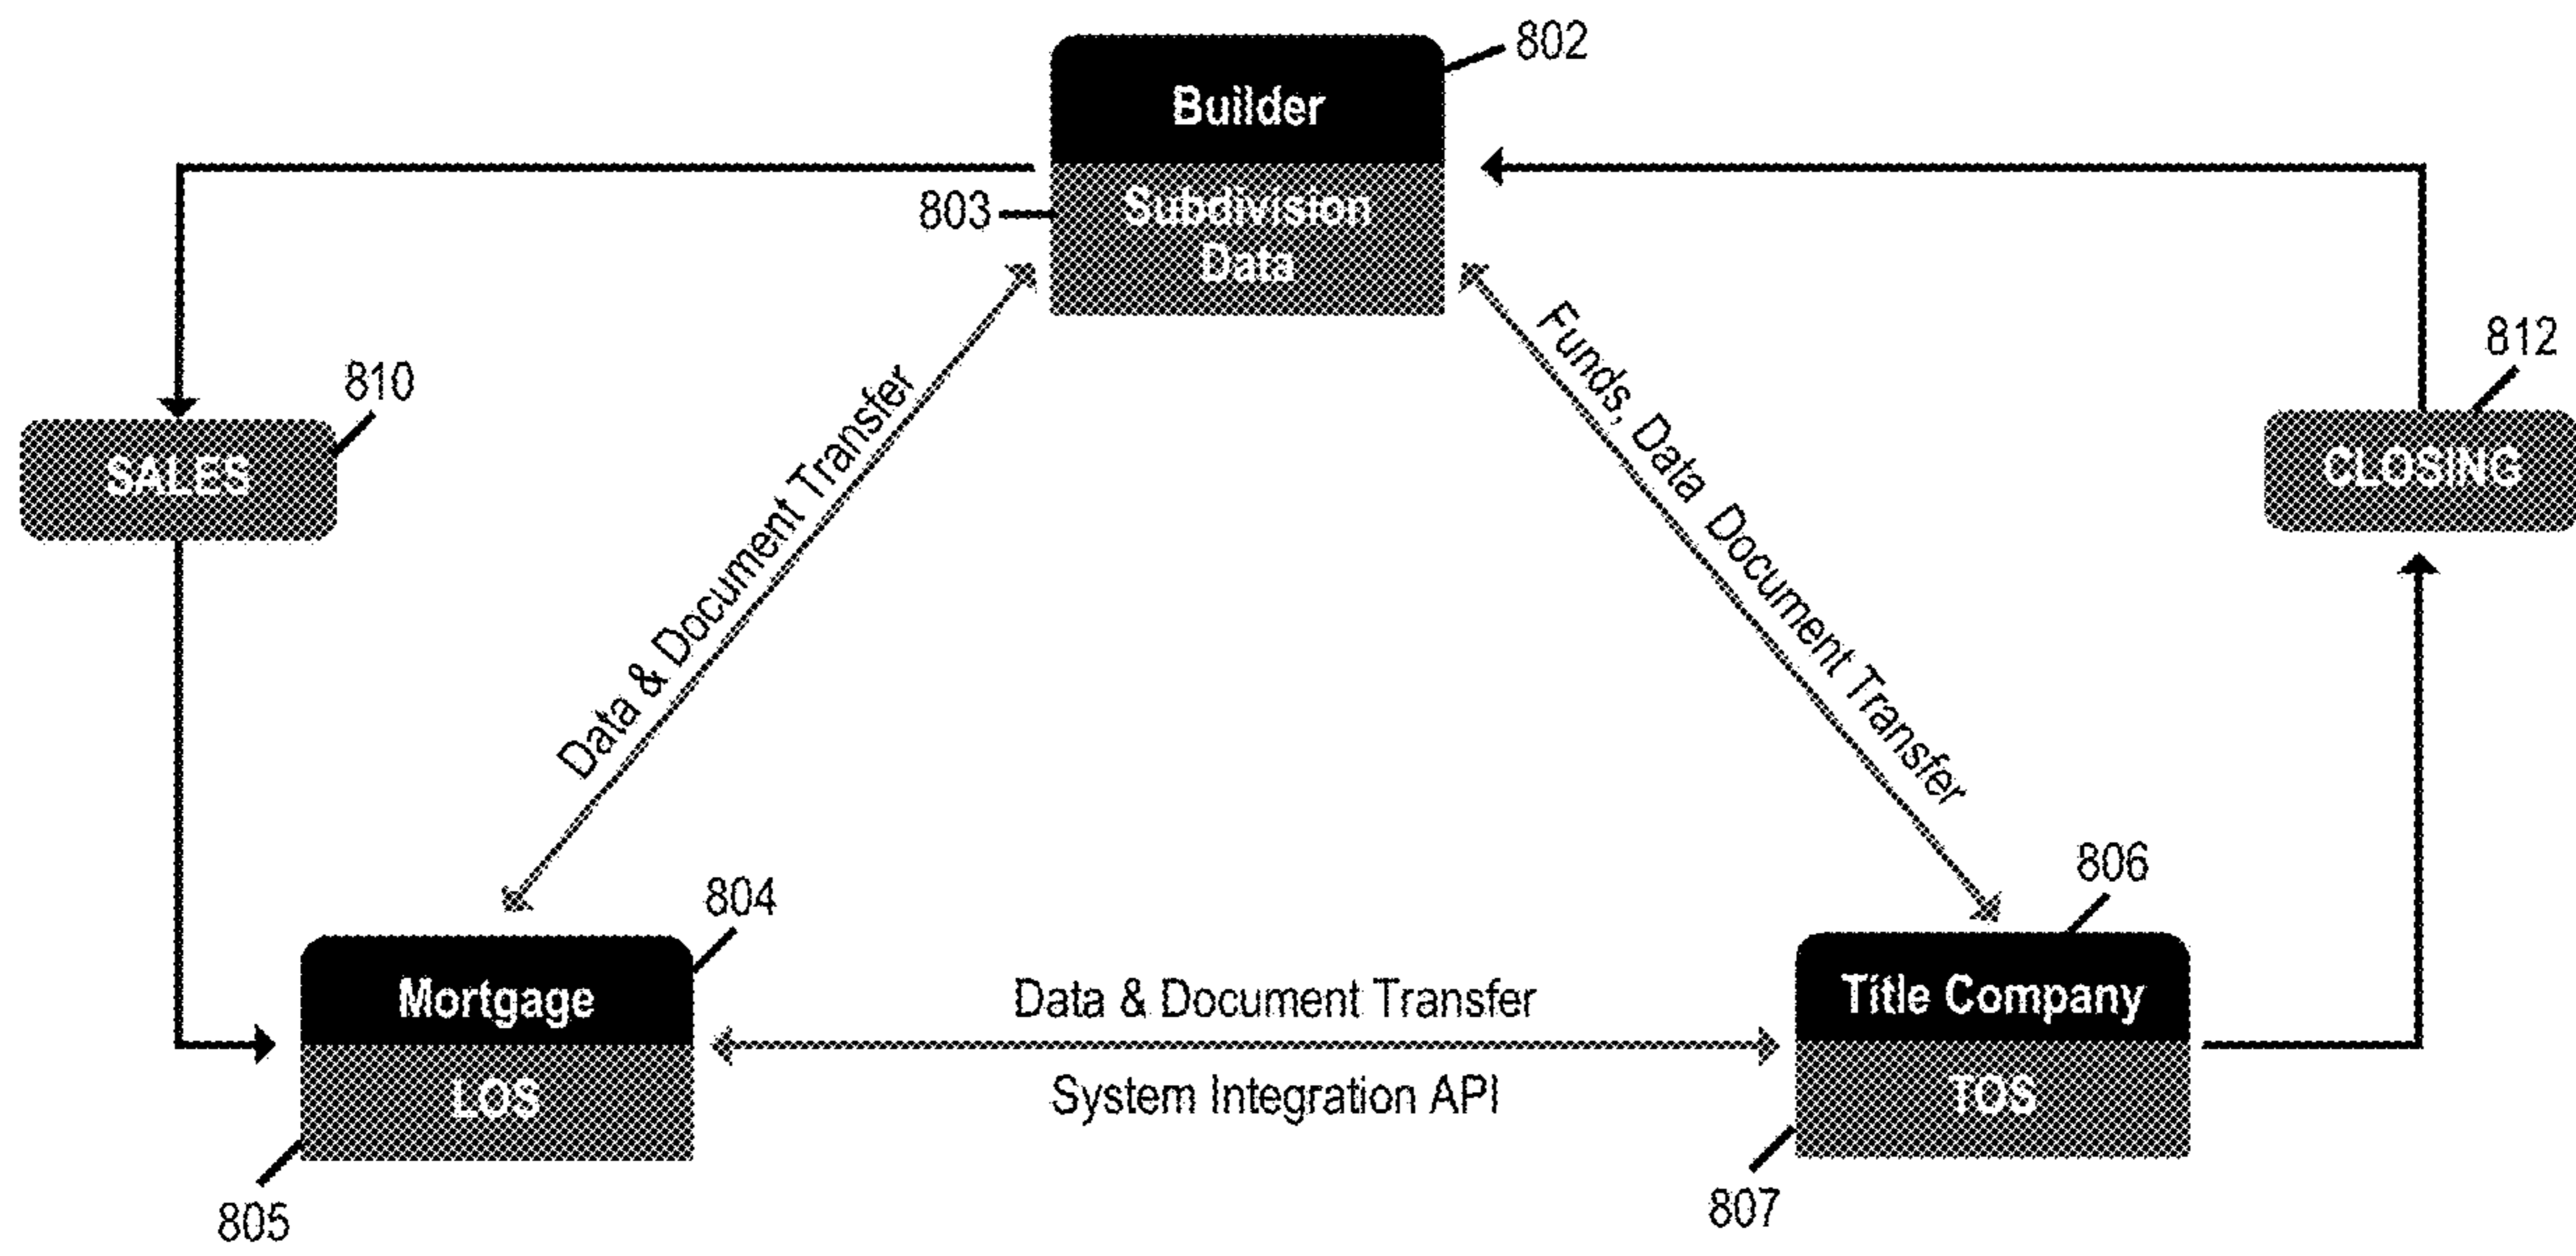 802
Builder
803
Subdivision
Data
812
810
SALES
CLOSING
Data & Document Transfer
Funds, Data Document Transfer
806
804
Mortgage
LOS
805
Data & Document Transfer
System Integration API
Title Company
TOS
807